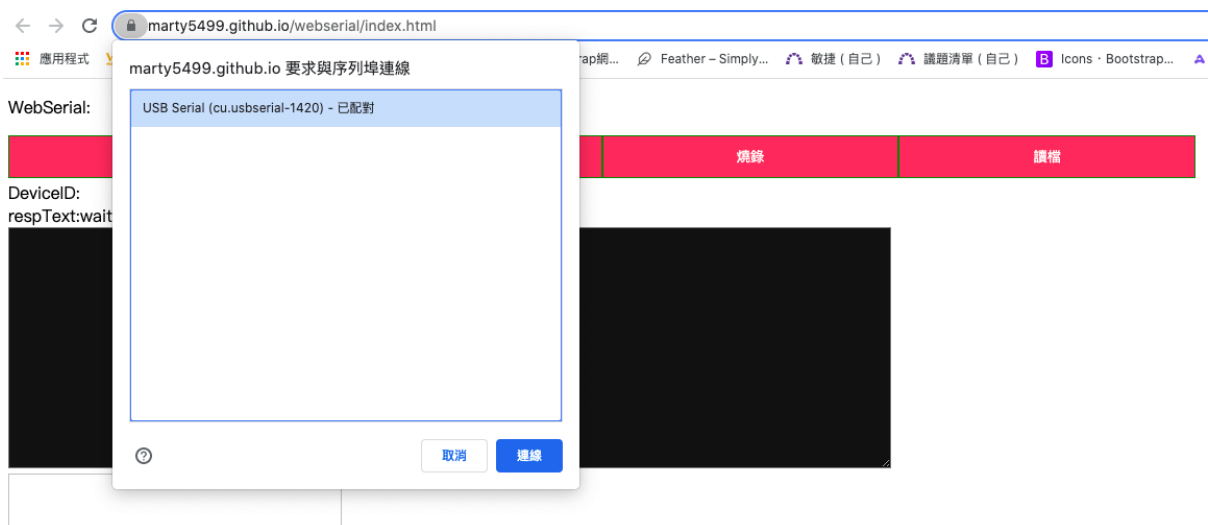 marty5499.github.io/webserial/index.html
應用程式 rap網... Feather – Simply... 敏捷 ( 自己 ) 議題清單 ( 自己 ) B Icons · Bootstrap...
marty5499.github.io 要求與序列埠連線
USB Serial (cu.usbserial-1420) - 已配對
取消 連線
WebSerial:
燒錄 讀檔
DeviceID:
respText:wait